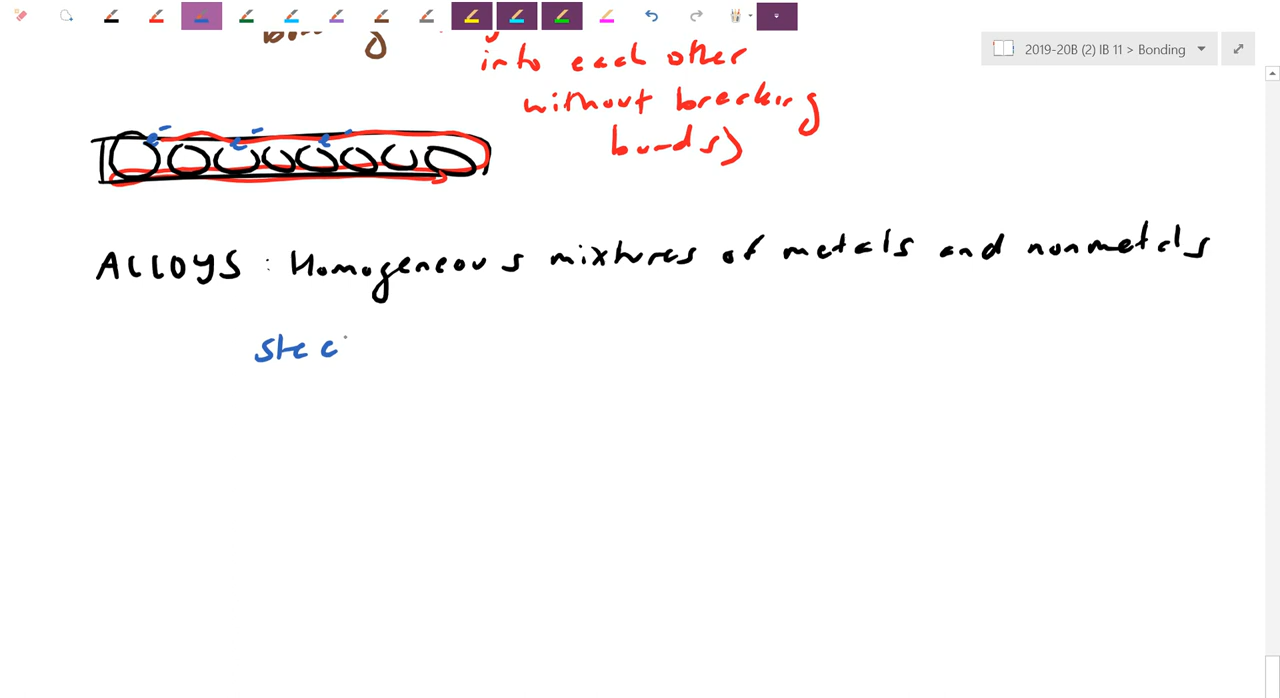 2019-20B (2) IB 11 > Bonding
into each other
without breaking
bonds)
e- e- e
ALLOYS : Homogeneous mixtures of metals and nonmetals
stee